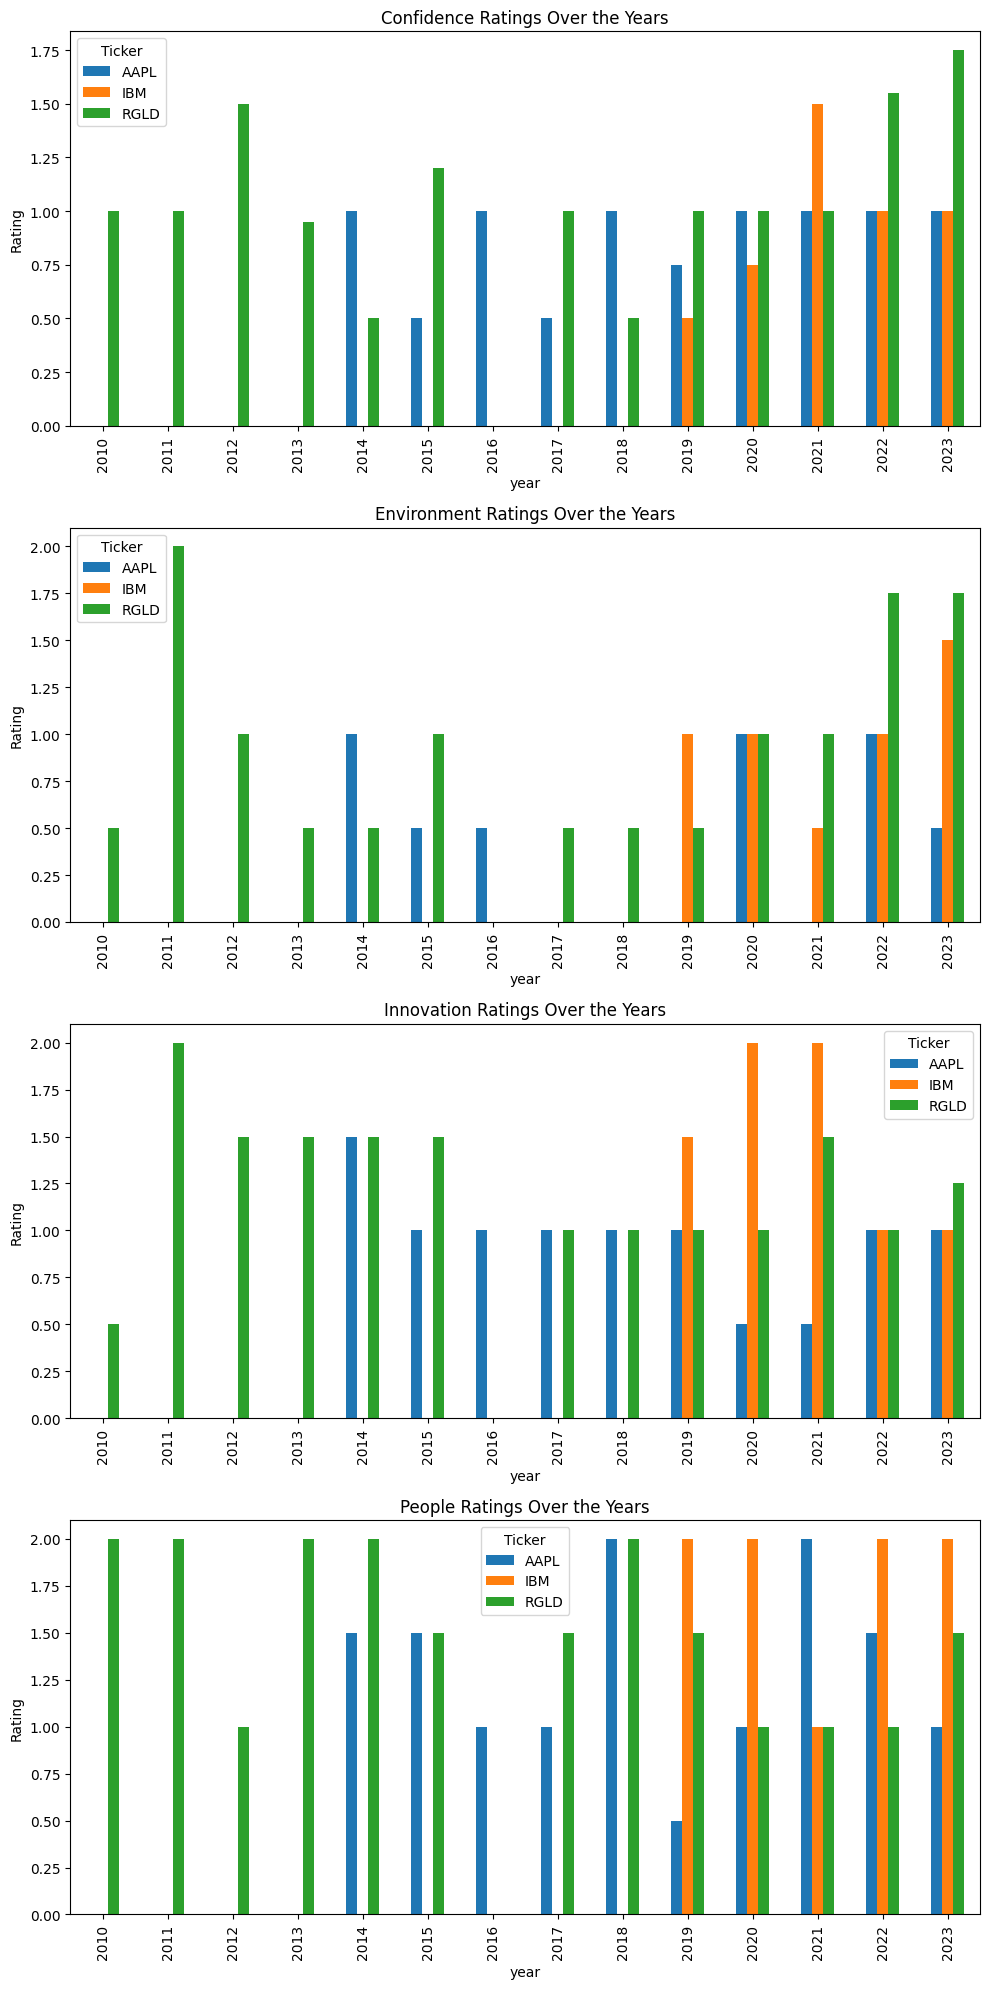 Confidence Ratings Over the Years
Ticker
AAPL
IBM
RGLD
Rating
1.75
1.50
1.25
1.00
0.75
0.50
0.25
0.00
2010 2011 2012 2013 2014 2015 2016 2017 2018 2019 2020 2021 2022 2023
year
Environment Ratings Over the Years
Ticker
AAPL
IBM
RGLD
Rating
2.00
1.75
1.50
1.25
1.00
0.75
0.50
0.25
0.00
2010 2011 2012 2013 2014 2015 2016 2017 2018 2019 2020 2021 2022 2023
year
Innovation Ratings Over the Years
Ticker
AAPL
IBM
RGLD
Rating
2.00
1.75
1.50
1.25
1.00
0.75
0.50
0.25
0.00
2010 2011 2012 2013 2014 2015 2016 2017 2018 2019 2020 2021 2022 2023
year
People Ratings Over the Years
Ticker
AAPL
IBM
RGLD
Rating
2.00
1.75
1.50
1.25
1.00
0.75
0.50
0.25
0.00
2010 2011 2012 2013 2014 2015 2016 2017 2018 2019 2020 2021 2022 2023
year